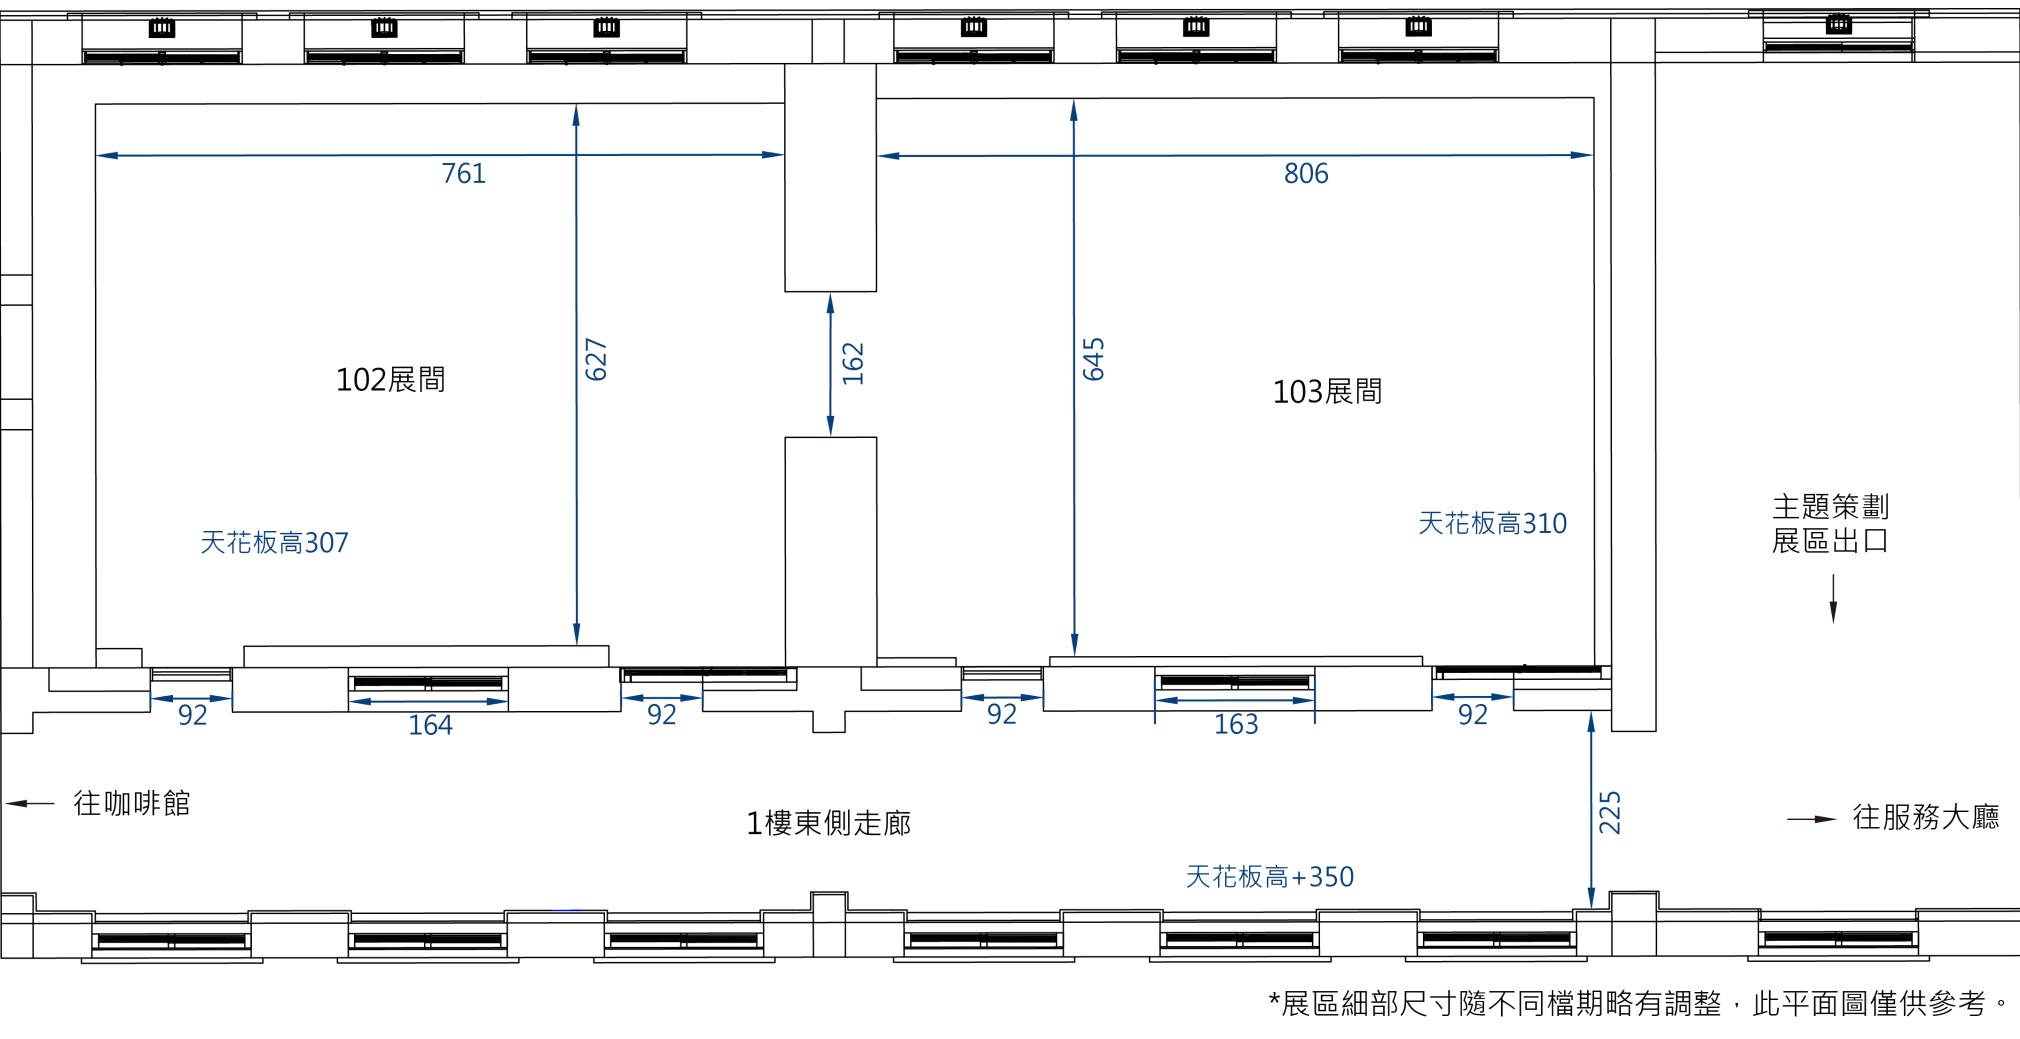 761
806
627
162
645
102展間
103展間
主題策劃
展區出口
天花板高307
天花板高310
92
164
92
92
163
92
225
往咖啡館
1樓東側走廊
往服務大廳
天花板高+350
*展區細部尺寸隨不同檔期略有調整，此平面圖僅供參考。